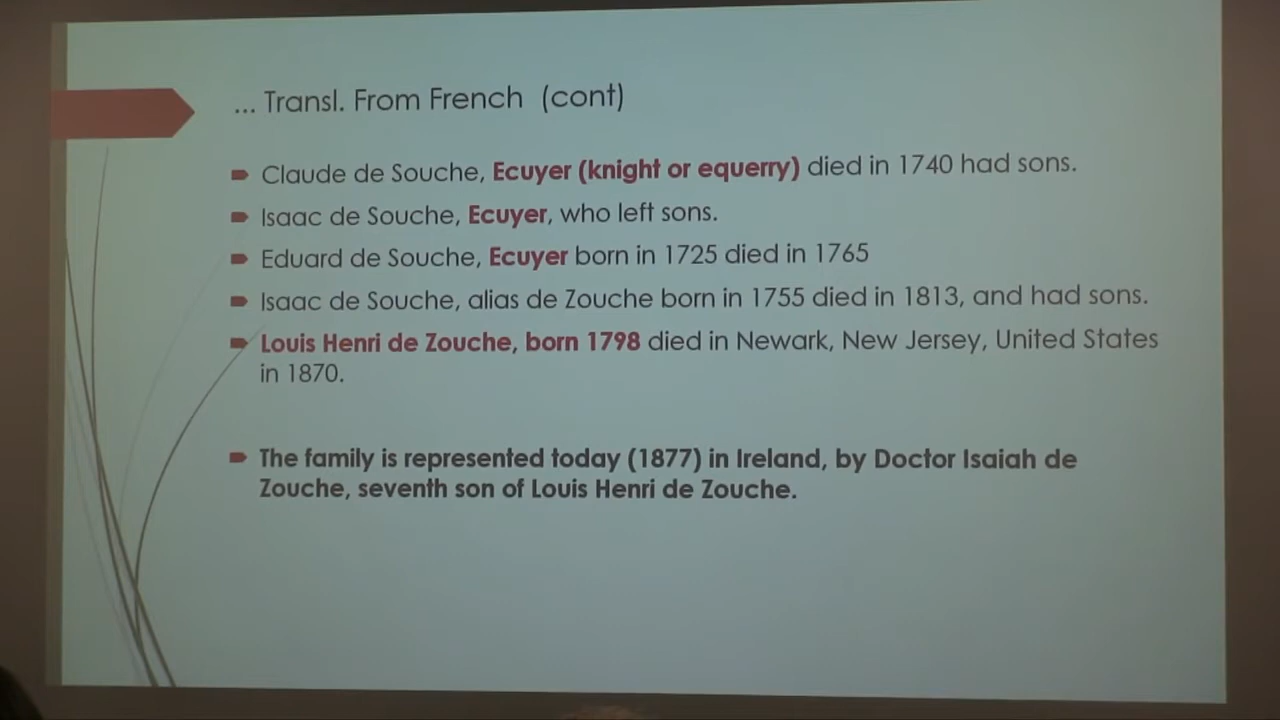 ... Transl. From French (cont)
Claude de Souche, Ecuyer (knight or equerry) died in 1740 had sons.
Isaac de Souche, Ecuyer, who left sons.
Eduard de Souche, Ecuyer born in 1725 died in 1765
Isaac de Souche, alias de Zouche born in 1755 died in 1813, and had sons.
Louis Henri de Zouche, born 1798 died in Newark, New Jersey, United States
in 1870.
The family is represented today (1877) in Ireland, by Doctor Isaiah de
Zouche, seventh son of Louis Henri de Zouche.